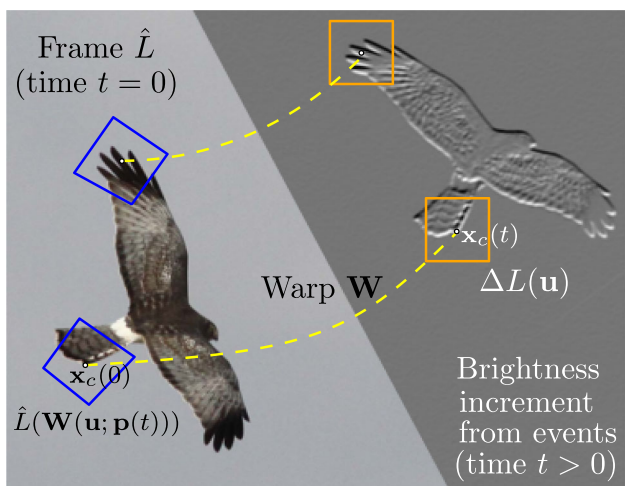 Frame L̂
(time t = 0)
x_c(t)
Warp W
ΔL(u)
x_c(0)
L̂(W(u; p(t)))
Brightness
increment
from events
(time t > 0)